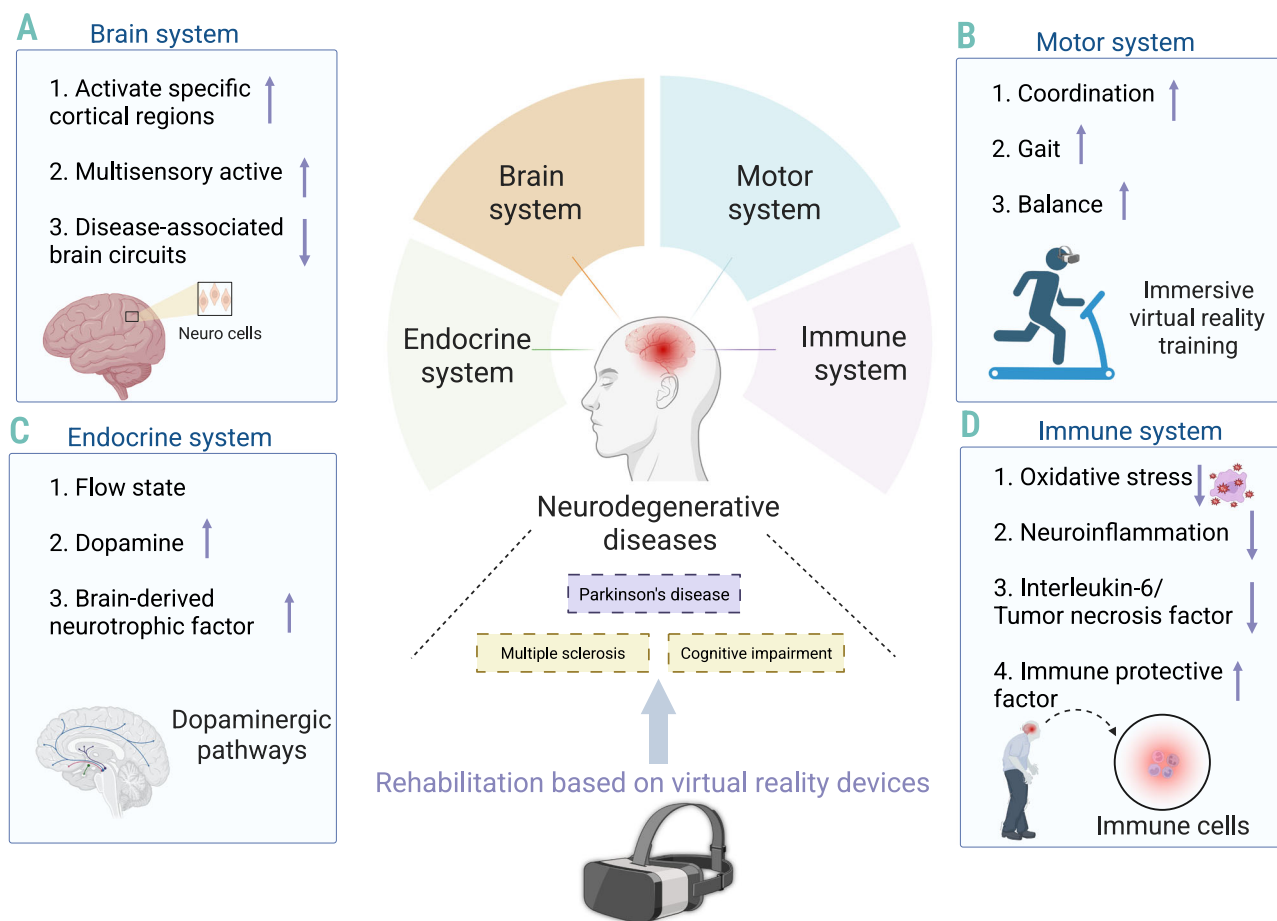 A
Brain system
1. Activate specific
cortical regions
2. Multisensory active
3. Disease-associated
brain circuits
Neuro cells
B
Motor system
1. Coordination
2. Gait
3. Balance
Immersive
virtual reality
training
Brain
system
Motor
system
Endocrine
system
Immune
system
C
Endocrine system
1. Flow state
2. Dopamine
3. Brain-derived
neurotrophic factor
Dopaminergic
pathways
D
Immune system
1. Oxidative stress
2. Neuroinflammation
3. Interleukin-6/
Tumor necrosis factor
4. Immune protective
factor
Immune cells
Neurodegenerative
diseases
Parkinson's disease
Multiple sclerosis
Cognitive impairment
Rehabilitation based on virtual reality devices